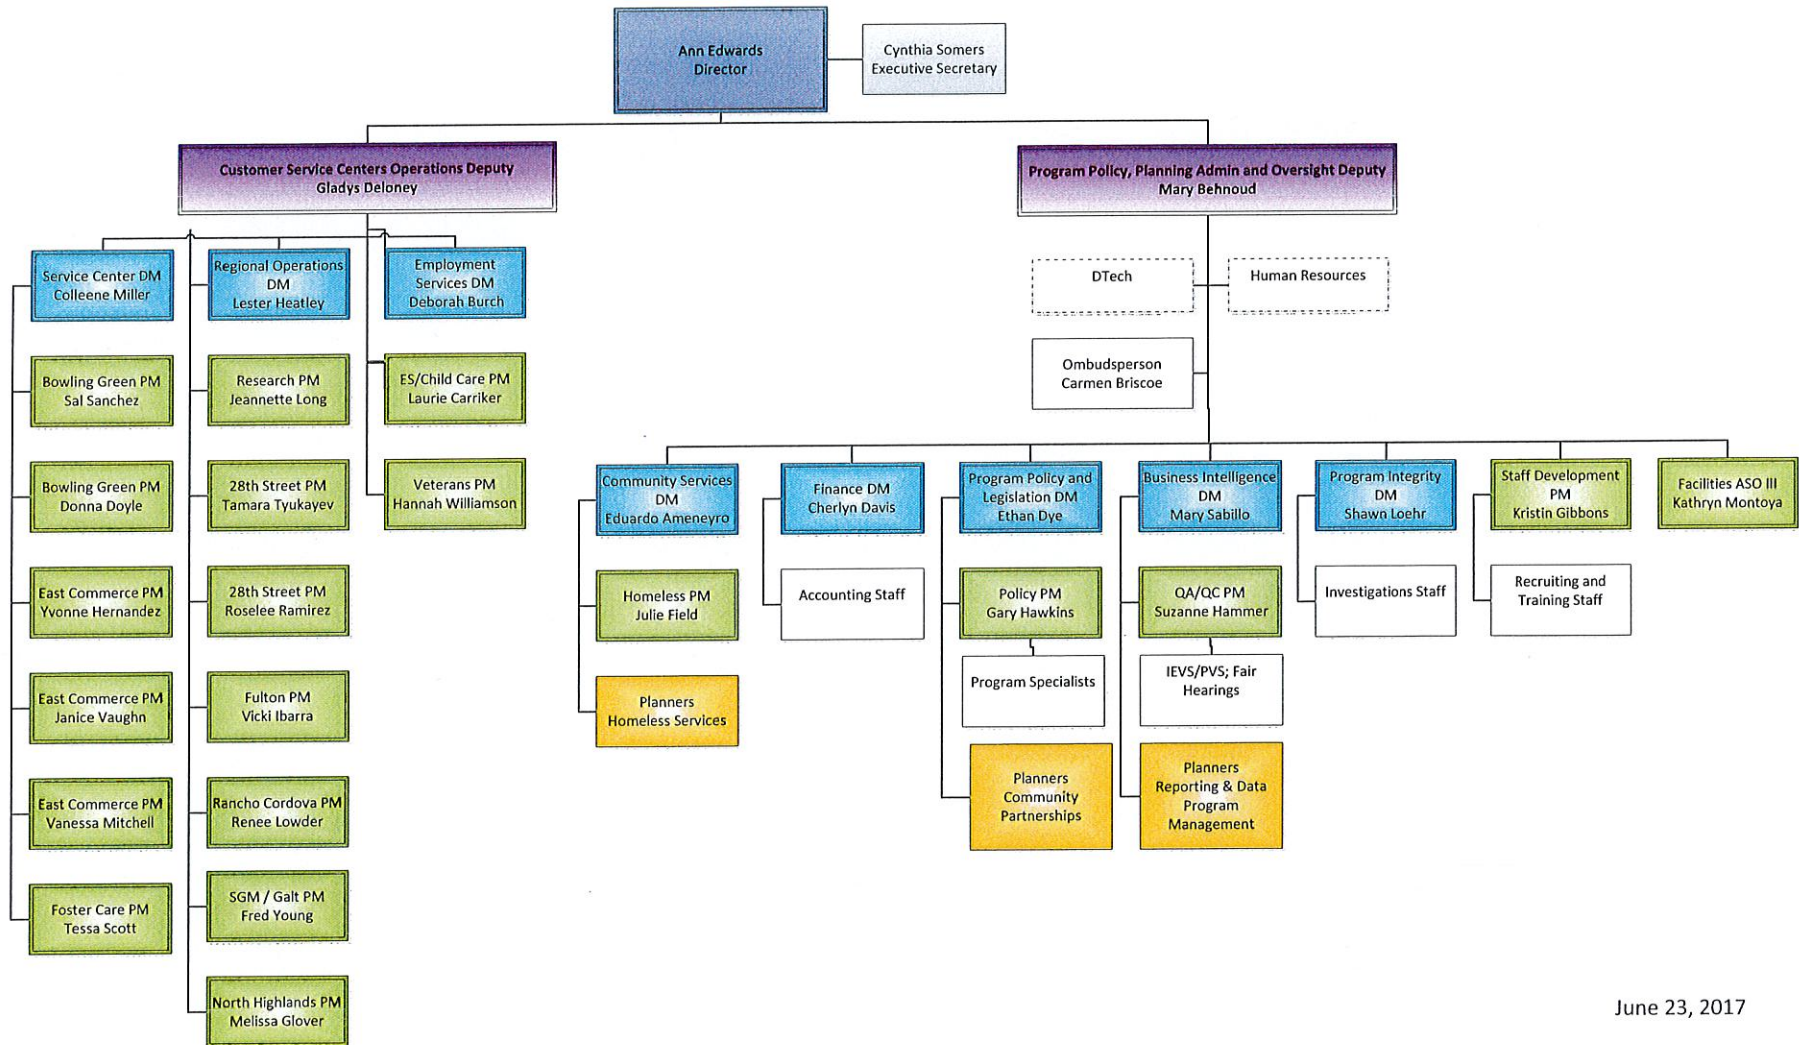 Ann Edwards
Director
Cynthia Somers
Executive Secretary
Customer Service Centers Operations Deputy
Gladys Deloney
Program Policy, Planning Admin and Oversight Deputy
Mary Behnoud
Service Center DM
Colleene Miller
Regional Operations
DM
Lester Heatley
Employment
Services DM
Deborah Burch
DTech
Human Resources
Ombudsperson
Carmen Briscoe
Bowling Green PM
Sal Sanchez
Research PM
Jeannette Long
ES/Child Care PM
Laurie Carriker
Bowling Green PM
Donna Doyle
28th Street PM
Tamara Tyukayev
Veterans PM
Hannah Williamson
East Commerce PM
Yvonne Hernandez
28th Street PM
Roselee Ramirez
East Commerce PM
Janice Vaughn
Fulton PM
Vicki Ibarra
East Commerce PM
Vanessa Mitchell
Rancho Cordova PM
Renee Lowder
Foster Care PM
Tessa Scott
SGM / Galt PM
Fred Young
North Highlands PM
Melissa Glover
Community Services
DM
Eduardo Ameneyro
Finance DM
Cherlyn Davis
Program Policy and
Legislation DM
Ethan Dye
Business Intelligence
DM
Mary Sabillo
Program Integrity
DM
Shawn Loehr
Staff Development
PM
Kristin Gibbons
Facilities ASO III
Kathryn Montoya
Homeless PM
Julie Field
Accounting Staff
Policy PM
Gary Hawkins
QA/QC PM
Suzanne Hammer
Investigations Staff
Recruiting and
Training Staff
Planners
Homeless Services
Program Specialists
IEVS/PVS; Fair
Hearings
Planners
Community
Partnerships
Planners
Reporting & Data
Program
Management
June 23, 2017